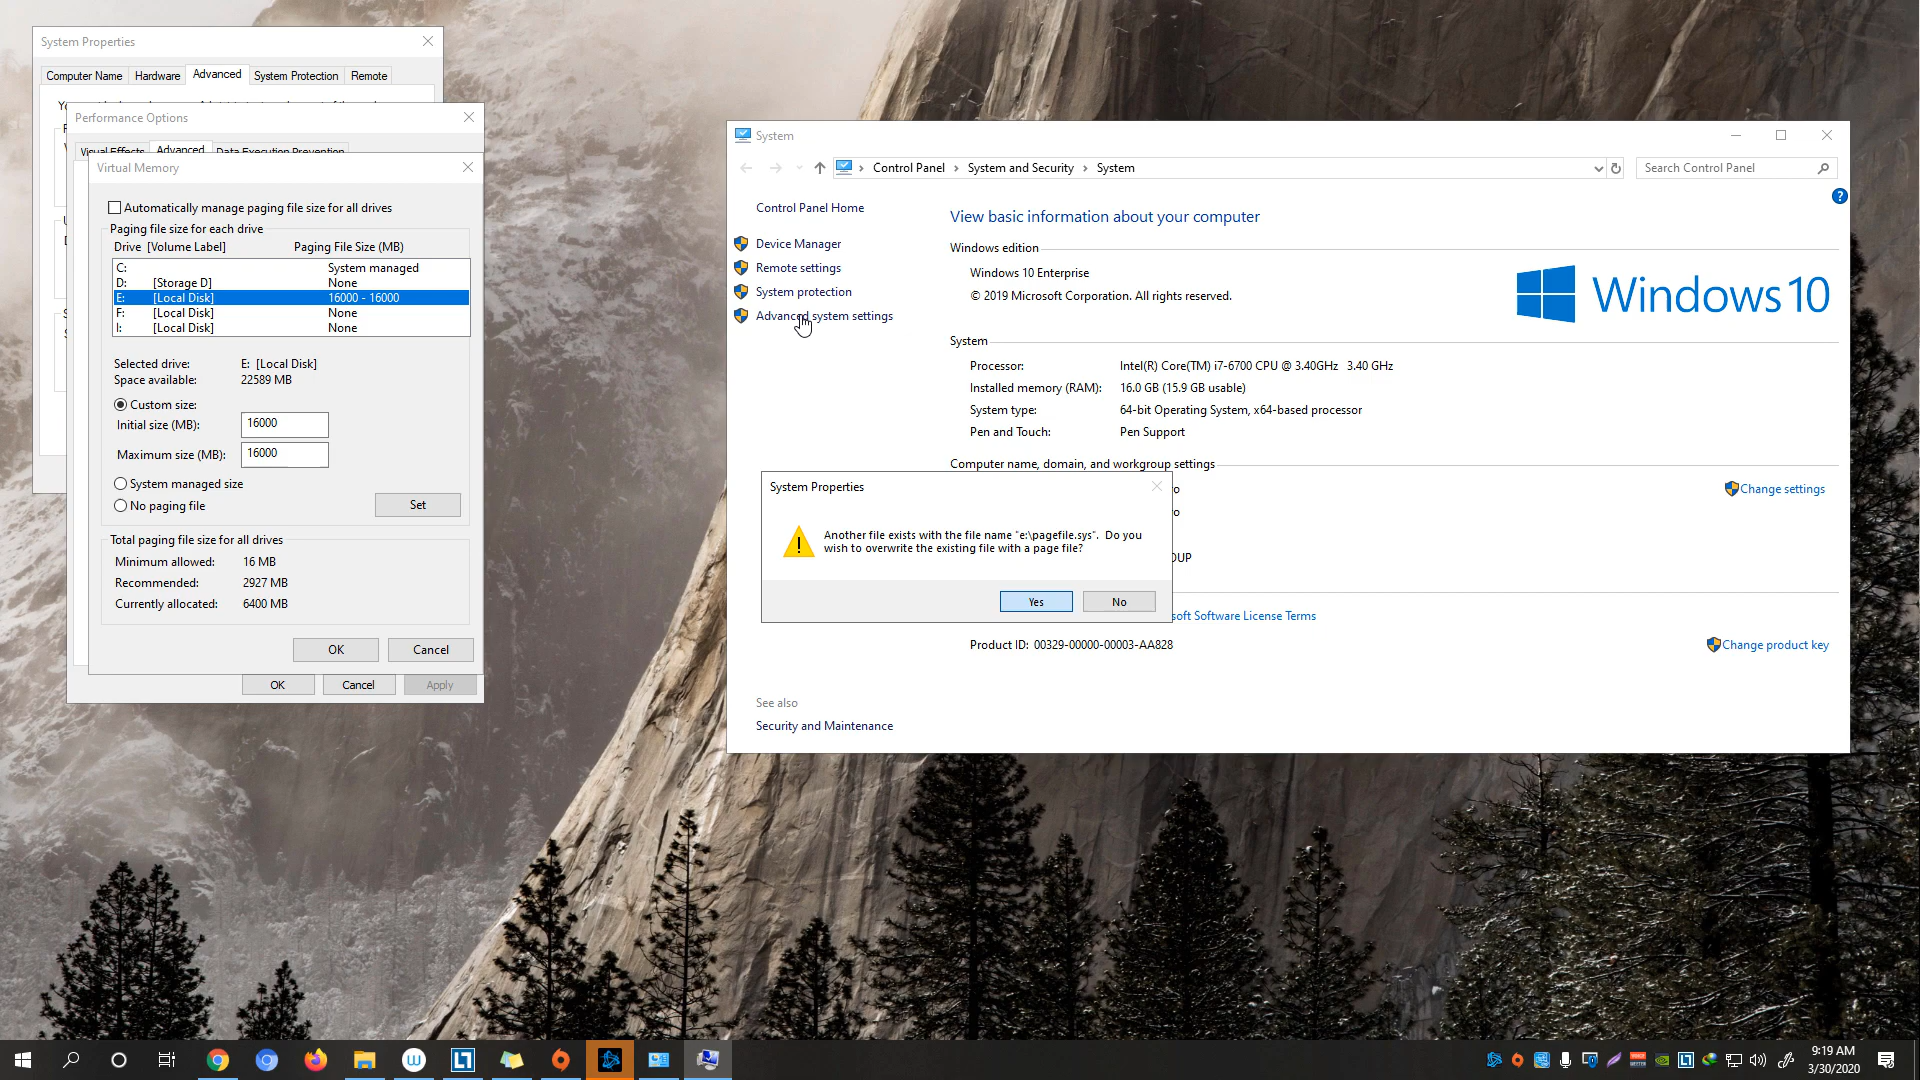 System Properties
Computer Name
Hardware
Advanced
System Protection
Remote
Performance Options
Visual Effects
Advanced
Data Execution Prevention
Virtual Memory
Automatically manage paging file size for all drives
Paging file size for each drive
Drive [Volume Label] Paging File Size (MB)
C: System managed
D: [Storage D] None
E: [Local Disk] 16000 - 16000
F: [Local Disk] None
I: [Local Disk] None
Selected drive: E: [Local Disk]
Space available: 22589 MB
Custom size:
Initial size (MB): 16000
Maximum size (MB): 16000
System managed size
No paging file
Set
Total paging file size for all drives
Minimum allowed: 16 MB
Recommended: 2927 MB
Currently allocated: 6400 MB
OK Cancel
OK Cancel Apply
System
Control Panel > System and Security > System
Search Control Panel
Control Panel Home
Device Manager
Remote settings
System protection
Advanced system settings
View basic information about your computer
Windows edition
Windows 10 Enterprise
© 2019 Microsoft Corporation. All rights reserved.
Windows 10
System
Processor: Intel(R) Core(TM) i7-6700 CPU @ 3.40GHz 3.40 GHz
Installed memory (RAM): 16.0 GB (15.9 GB usable)
System type: 64-bit Operating System, x64-based processor
Pen and Touch: Pen Support
Computer name, domain, and workgroup settings
Change settings
System Properties
Another file exists with the file name "e:\pagefile.sys". Do you
wish to overwrite the existing file with a page file?
Yes No
soft Software License Terms
Product ID: 00329-00000-00003-AA828
Change product key
See also
Security and Maintenance
9:19 AM
3/30/2020